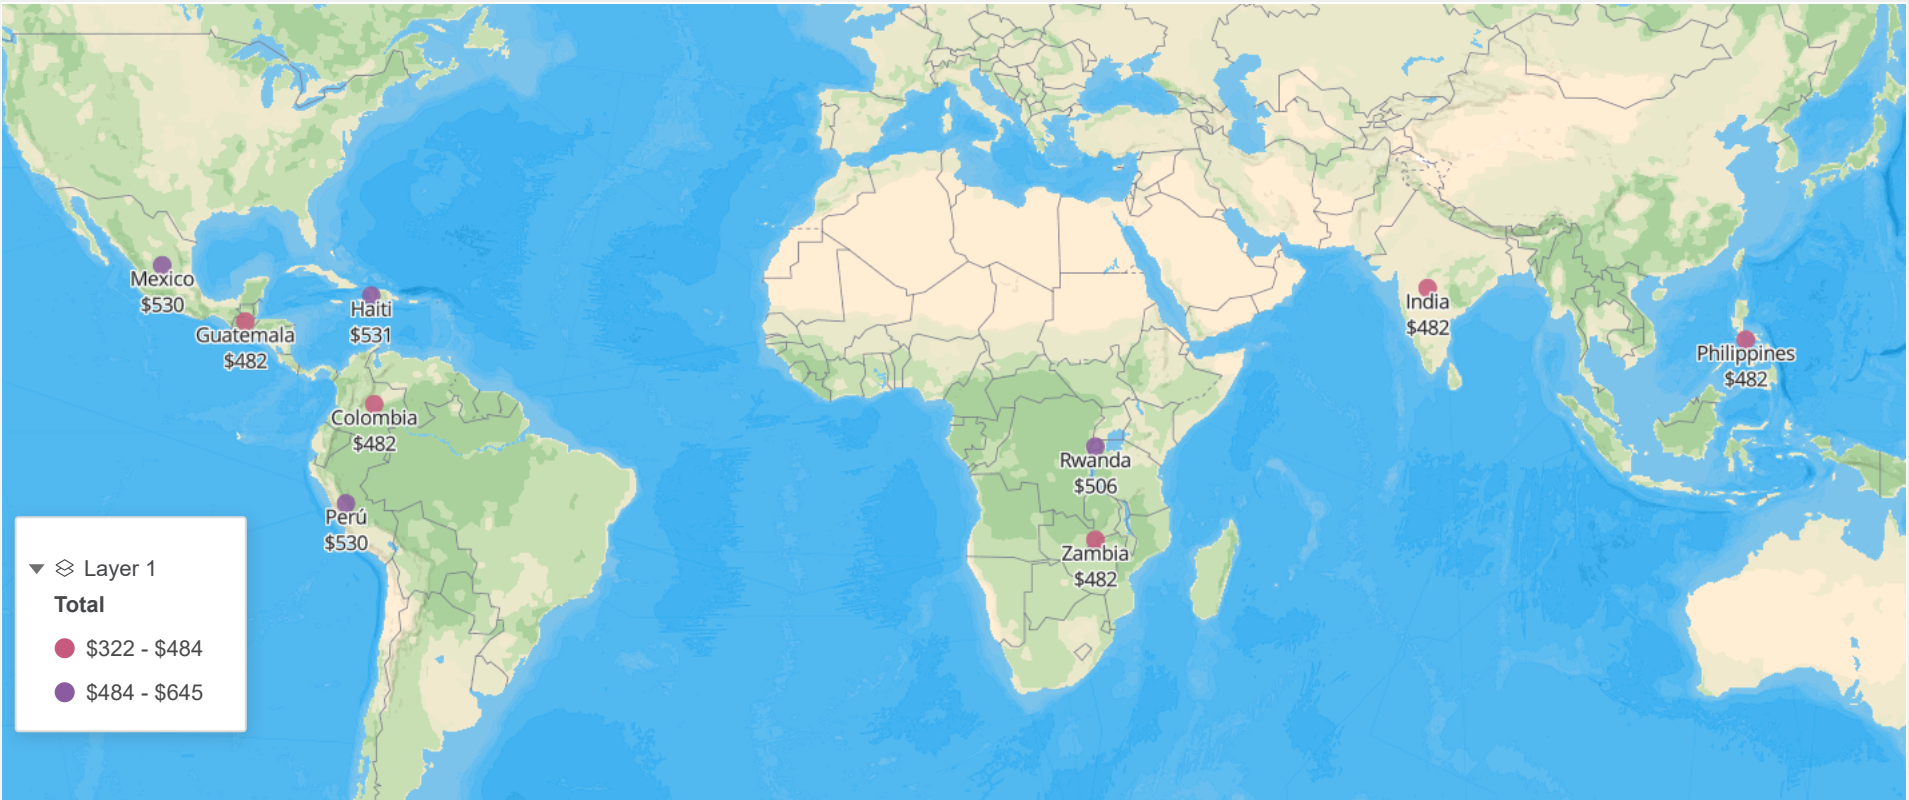 Mexico
$530
Haiti
$531
Guatemala
$482
Colombia
$482
Perú
$530
Rwanda
$506
Zambia
$482
India
$482
Philippines
$482
Layer 1
Total
$322 - $484
$484 - $645